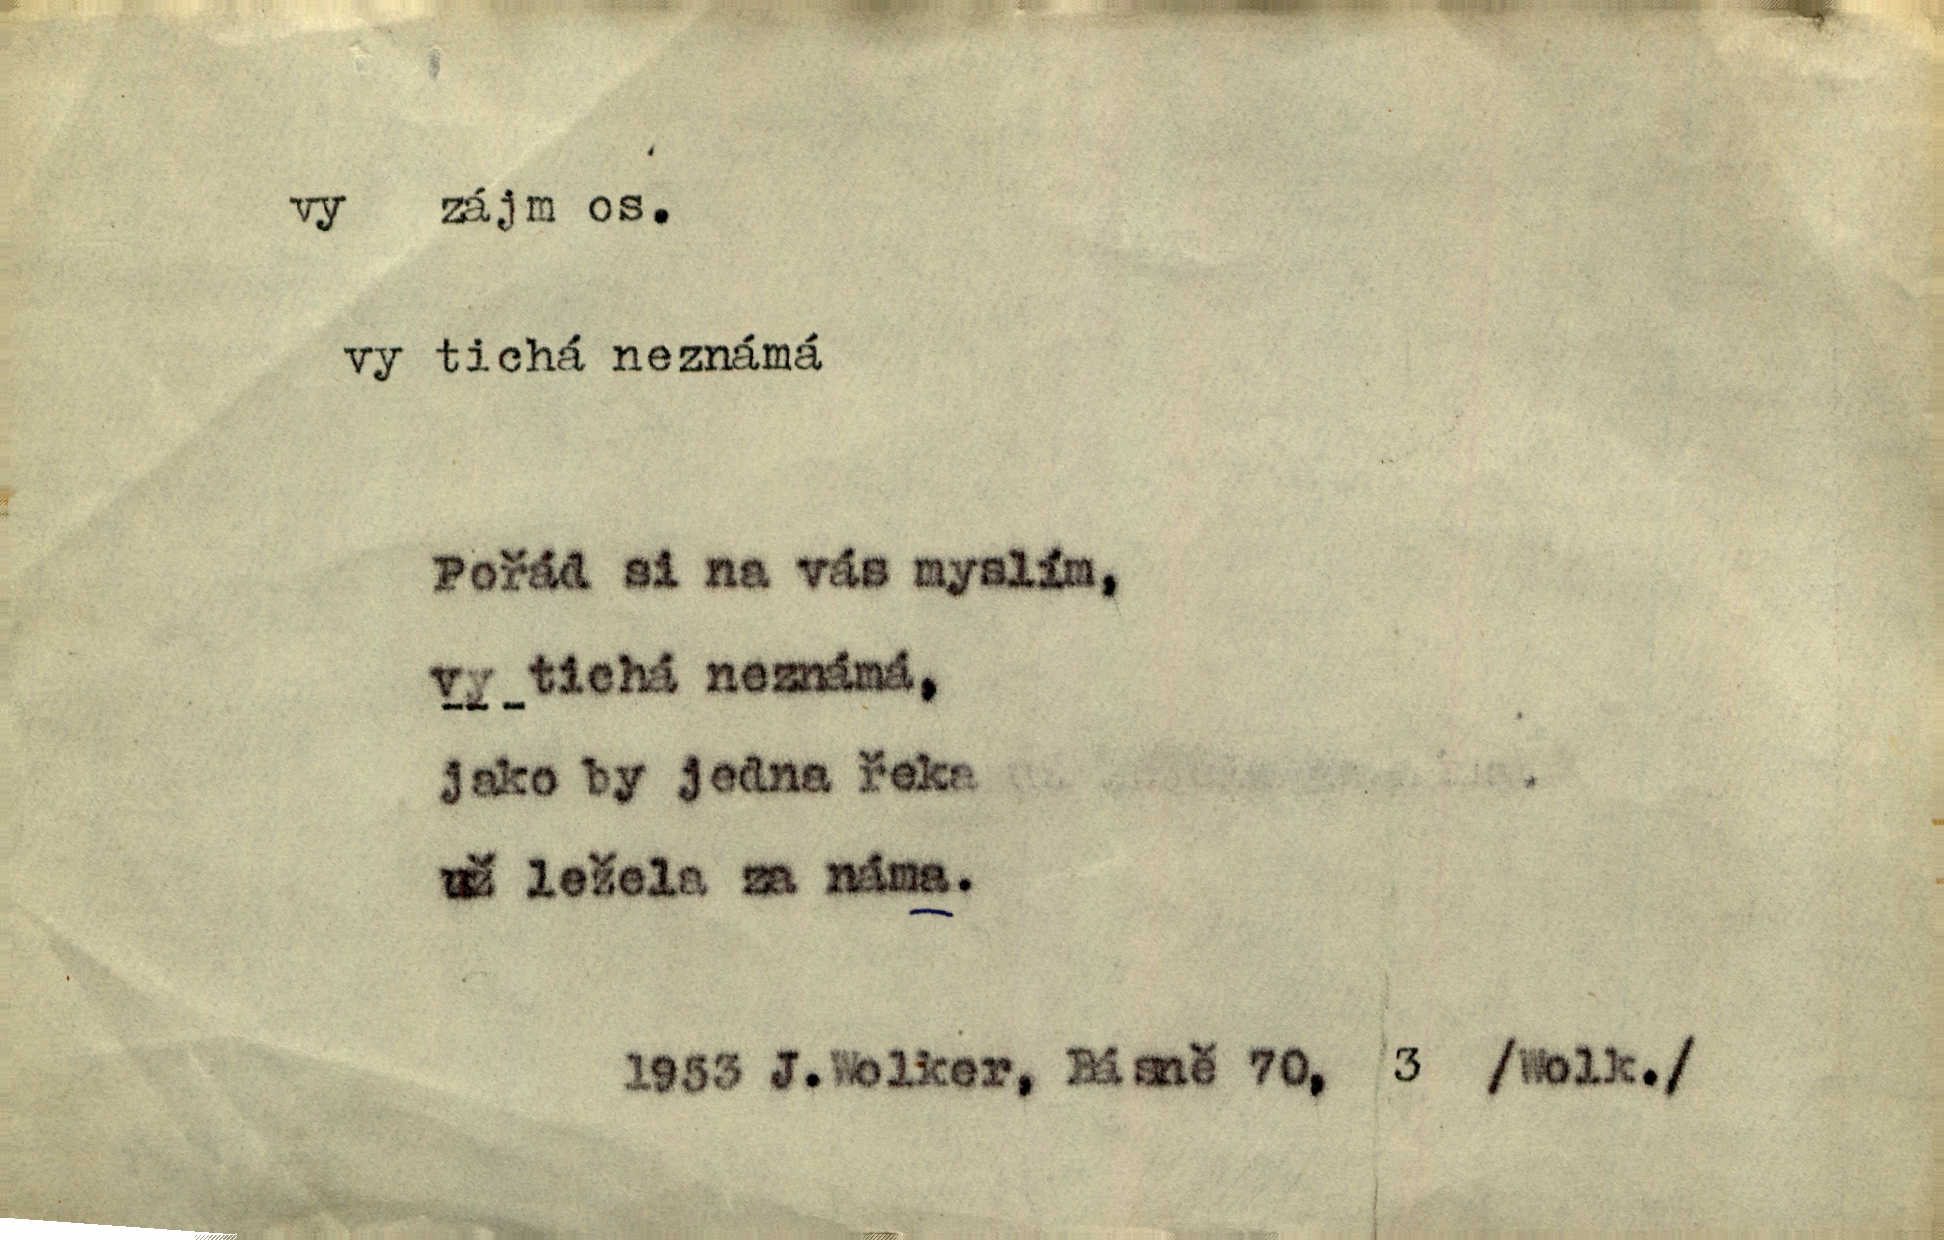 vy zájm os.
vy tichá neznámá
Pořád si na vás myslím,
vy tichá neznámá,
jako by jedna řeka
už ležela za náma.
1953 J.Wolker, Básně 70, 3 /Wolk./